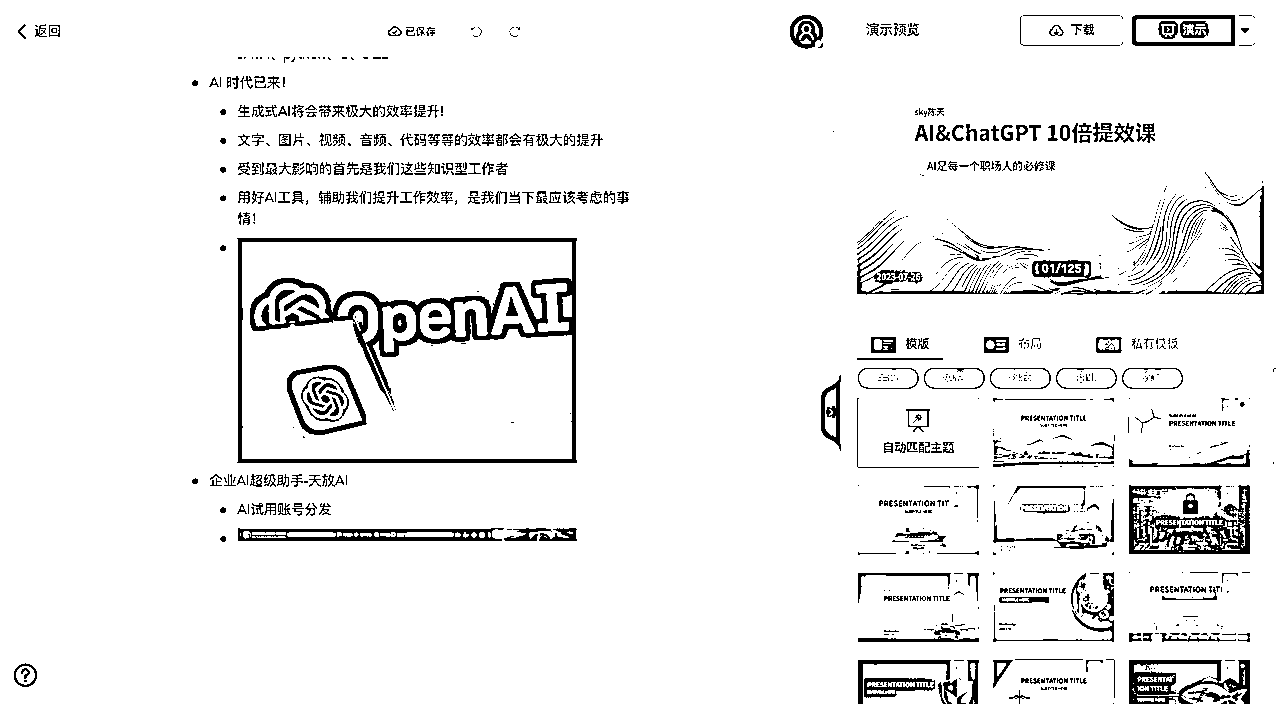 返回
已保存
AI 时代已来！
生成式AI将会带来极大的效率提升！
文字、图片、视频、音频、代码等等的效率都会有极大的提升
受到最大影响的首先是我们这些知识型工作者
用好AI工具，辅助我们提升工作效率，是我们当下最应该考虑的事
情！
OpenAI
企业AI超级助手-天放AI
AI试用账号分发
演示预览
下载
演示
sky陈天
AI&ChatGPT 10倍提效课
AI是每一个职场人的必修课
2023-07-26
01/125
模版
布局
私有模板
自动匹配主题
PRESENTATION TITLE
PRESENTATION TITLE
PRESENTATION TIT
PRESENTATION TITLE
PRESENTATION TITLE
PRESENTATION TITLE
PRESENTATION TITL
PRESENTATION TITLE
PRESENTATION TITLE
PRESENTAT
ION TITLE